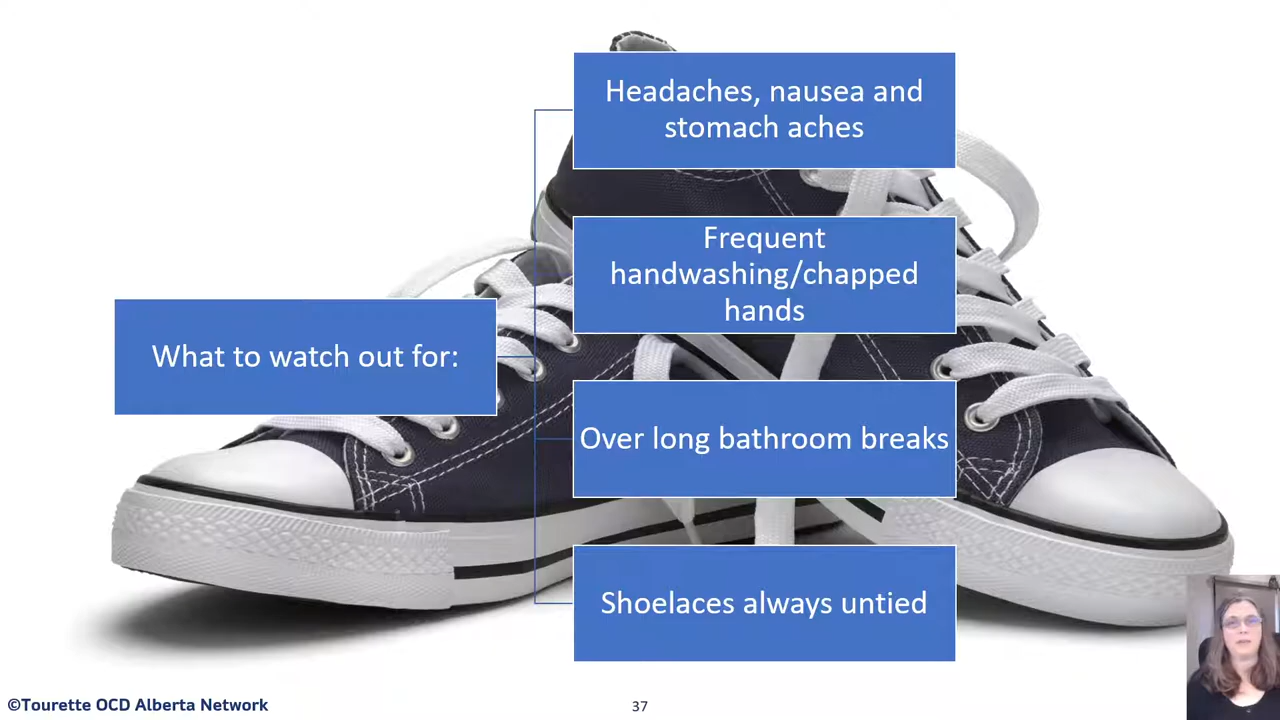 Headaches, nausea and
stomach aches
Frequent
handwashing/chapped
hands
What to watch out for:
Over long bathroom breaks
Shoelaces always untied
©Tourette OCD Alberta Network
37